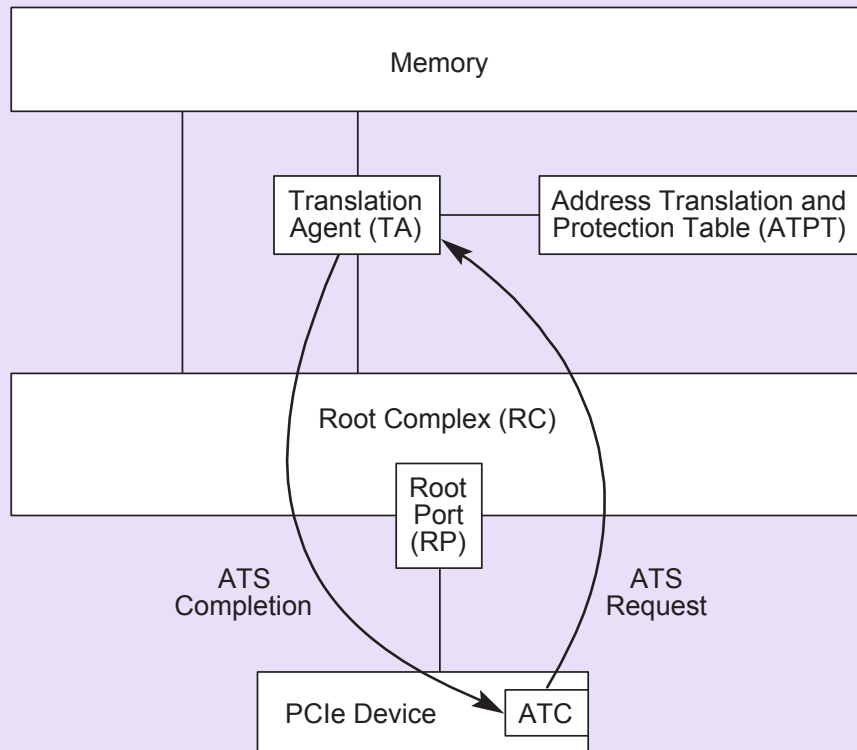 Memory
Translation
Agent (TA)
Address Translation and
Protection Table (ATPT)
Root Complex (RC)
Root
Port
(RP)
ATS
Completion
ATS
Request
PCIe Device
ATC